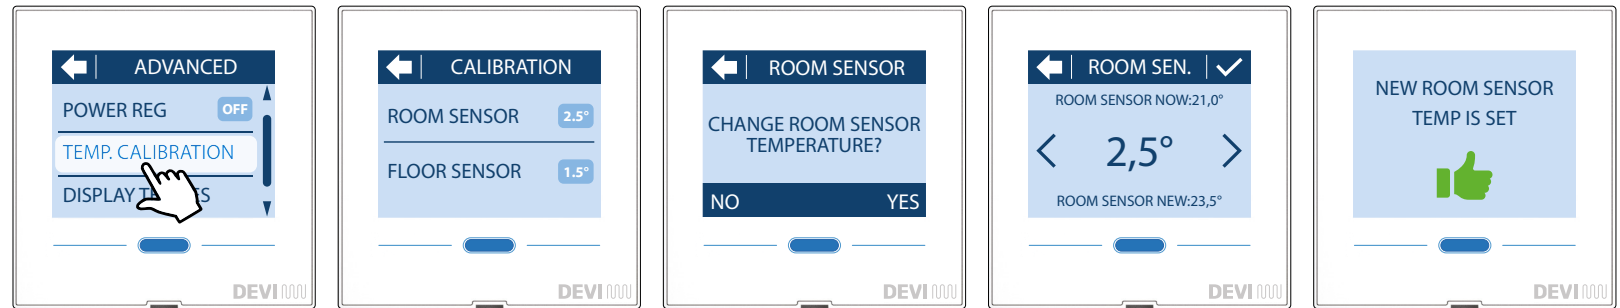 ADVANCED
POWER REG OFF
TEMP. CALIBRATION
DISPLAY
DEVI
CALIBRATION
ROOM SENSOR 2.5°
FLOOR SENSOR 1.5°
DEVI
ROOM SENSOR
CHANGE ROOM SENSOR
TEMPERATURE?
NO YES
DEVI
ROOM SEN.
ROOM SENSOR NOW:21,0°
2,5°
ROOM SENSOR NEW:23,5°
DEVI
NEW ROOM SENSOR
TEMP IS SET
DEVI